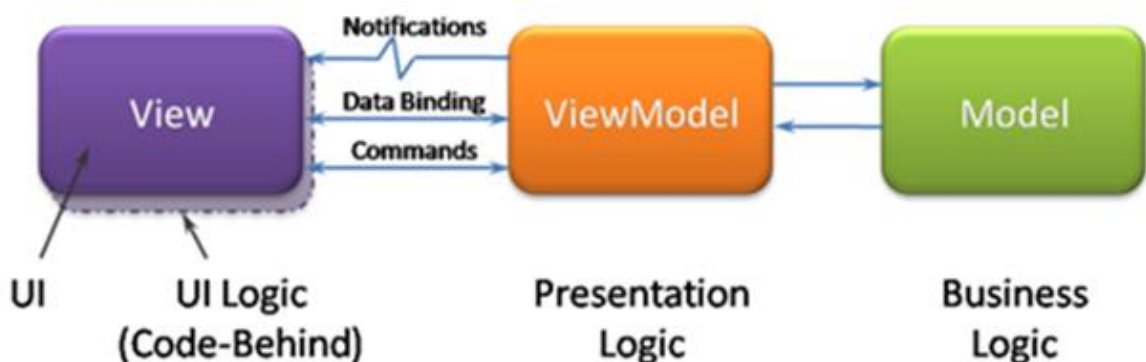 Notifications
View
Data Binding
ViewModel
Model
Commands
UI
UI Logic
(Code-Behind)
Presentation
Logic
Business
Logic